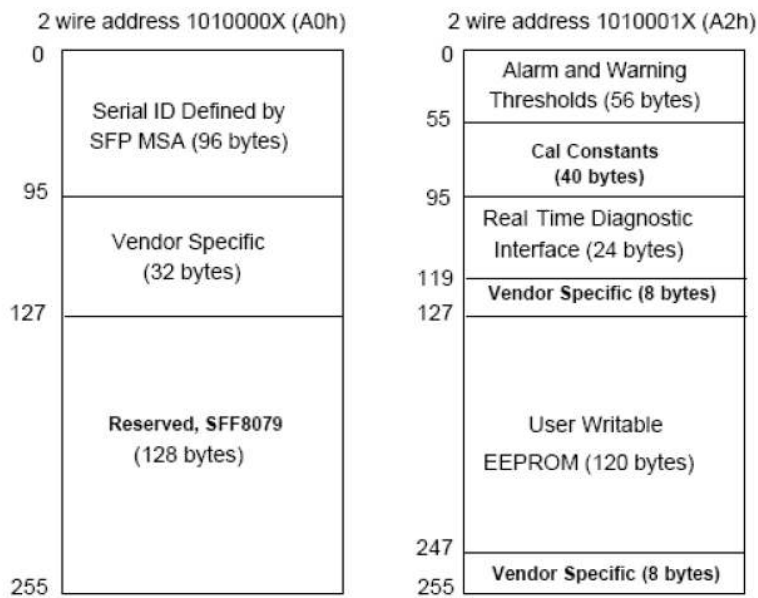 2 wire address 1010000X (A0h)
0
Serial ID Defined by
SFP MSA (96 bytes)
95
Vendor Specific
(32 bytes)
127
Reserved, SFF8079
(128 bytes)
255
2 wire address 1010001X (A2h)
0
Alarm and Warning
Thresholds (56 bytes)
55
Cal Constants
(40 bytes)
95
Real Time Diagnostic
Interface (24 bytes)
119
Vendor Specific (8 bytes)
127
User Writable
EEPROM (120 bytes)
247
Vendor Specific (8 bytes)
255